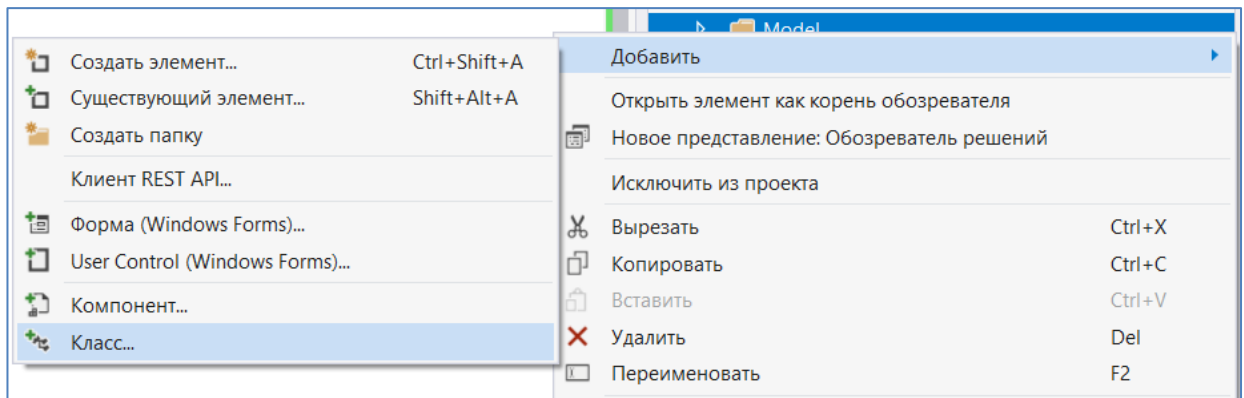 Model
Создать элемент... Ctrl+Shift+A
Существующий элемент... Shift+Alt+A
Создать папку
Клиент REST API...
Форма (Windows Forms)...
User Control (Windows Forms)...
Компонент...
Класс...
Добавить
Открыть элемент как корень обозревателя
Новое представление: Обозреватель решений
Исключить из проекта
Вырезать Ctrl+X
Копировать Ctrl+C
Вставить Ctrl+V
Удалить Del
Переименовать F2